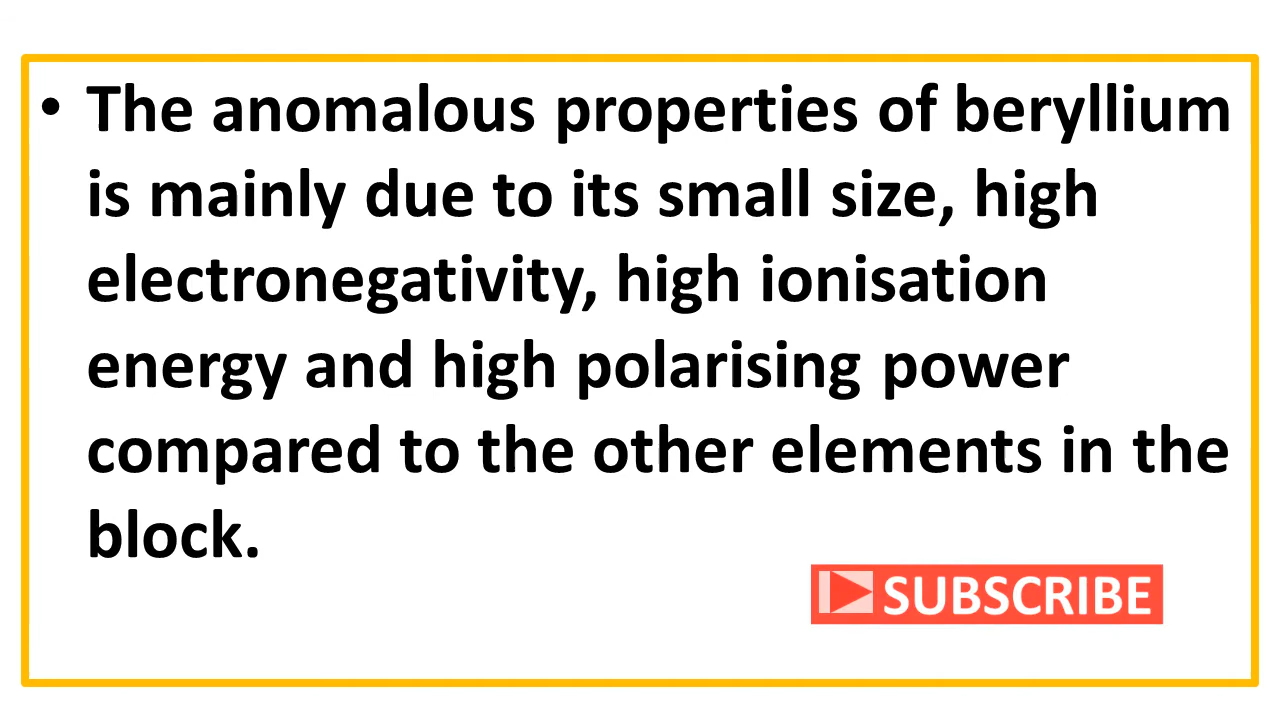 • The anomalous properties of beryllium
is mainly due to its small size, high
electronegativity, high ionisation
energy and high polarising power
compared to the other elements in the
block.
SUBSCRIBE